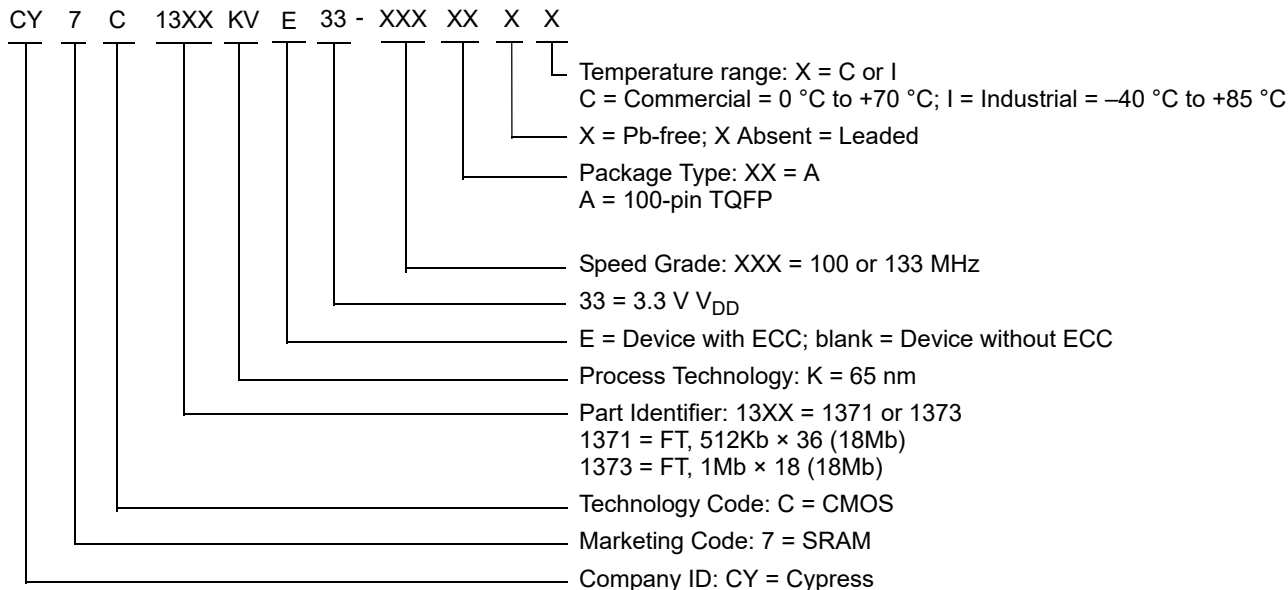 CY 7 C 13XX KV E 33 - XXX XX X X
Temperature range: X = C or I
C = Commercial = 0 °C to +70 °C; I = Industrial = –40 °C to +85 °C
X = Pb-free; X Absent = Leaded
Package Type: XX = A
A = 100-pin TQFP
Speed Grade: XXX = 100 or 133 MHz
33 = 3.3 V VDD
E = Device with ECC; blank = Device without ECC
Process Technology: K = 65 nm
Part Identifier: 13XX = 1371 or 1373
1371 = FT, 512Kb × 36 (18Mb)
1373 = FT, 1Mb × 18 (18Mb)
Technology Code: C = CMOS
Marketing Code: 7 = SRAM
Company ID: CY = Cypress